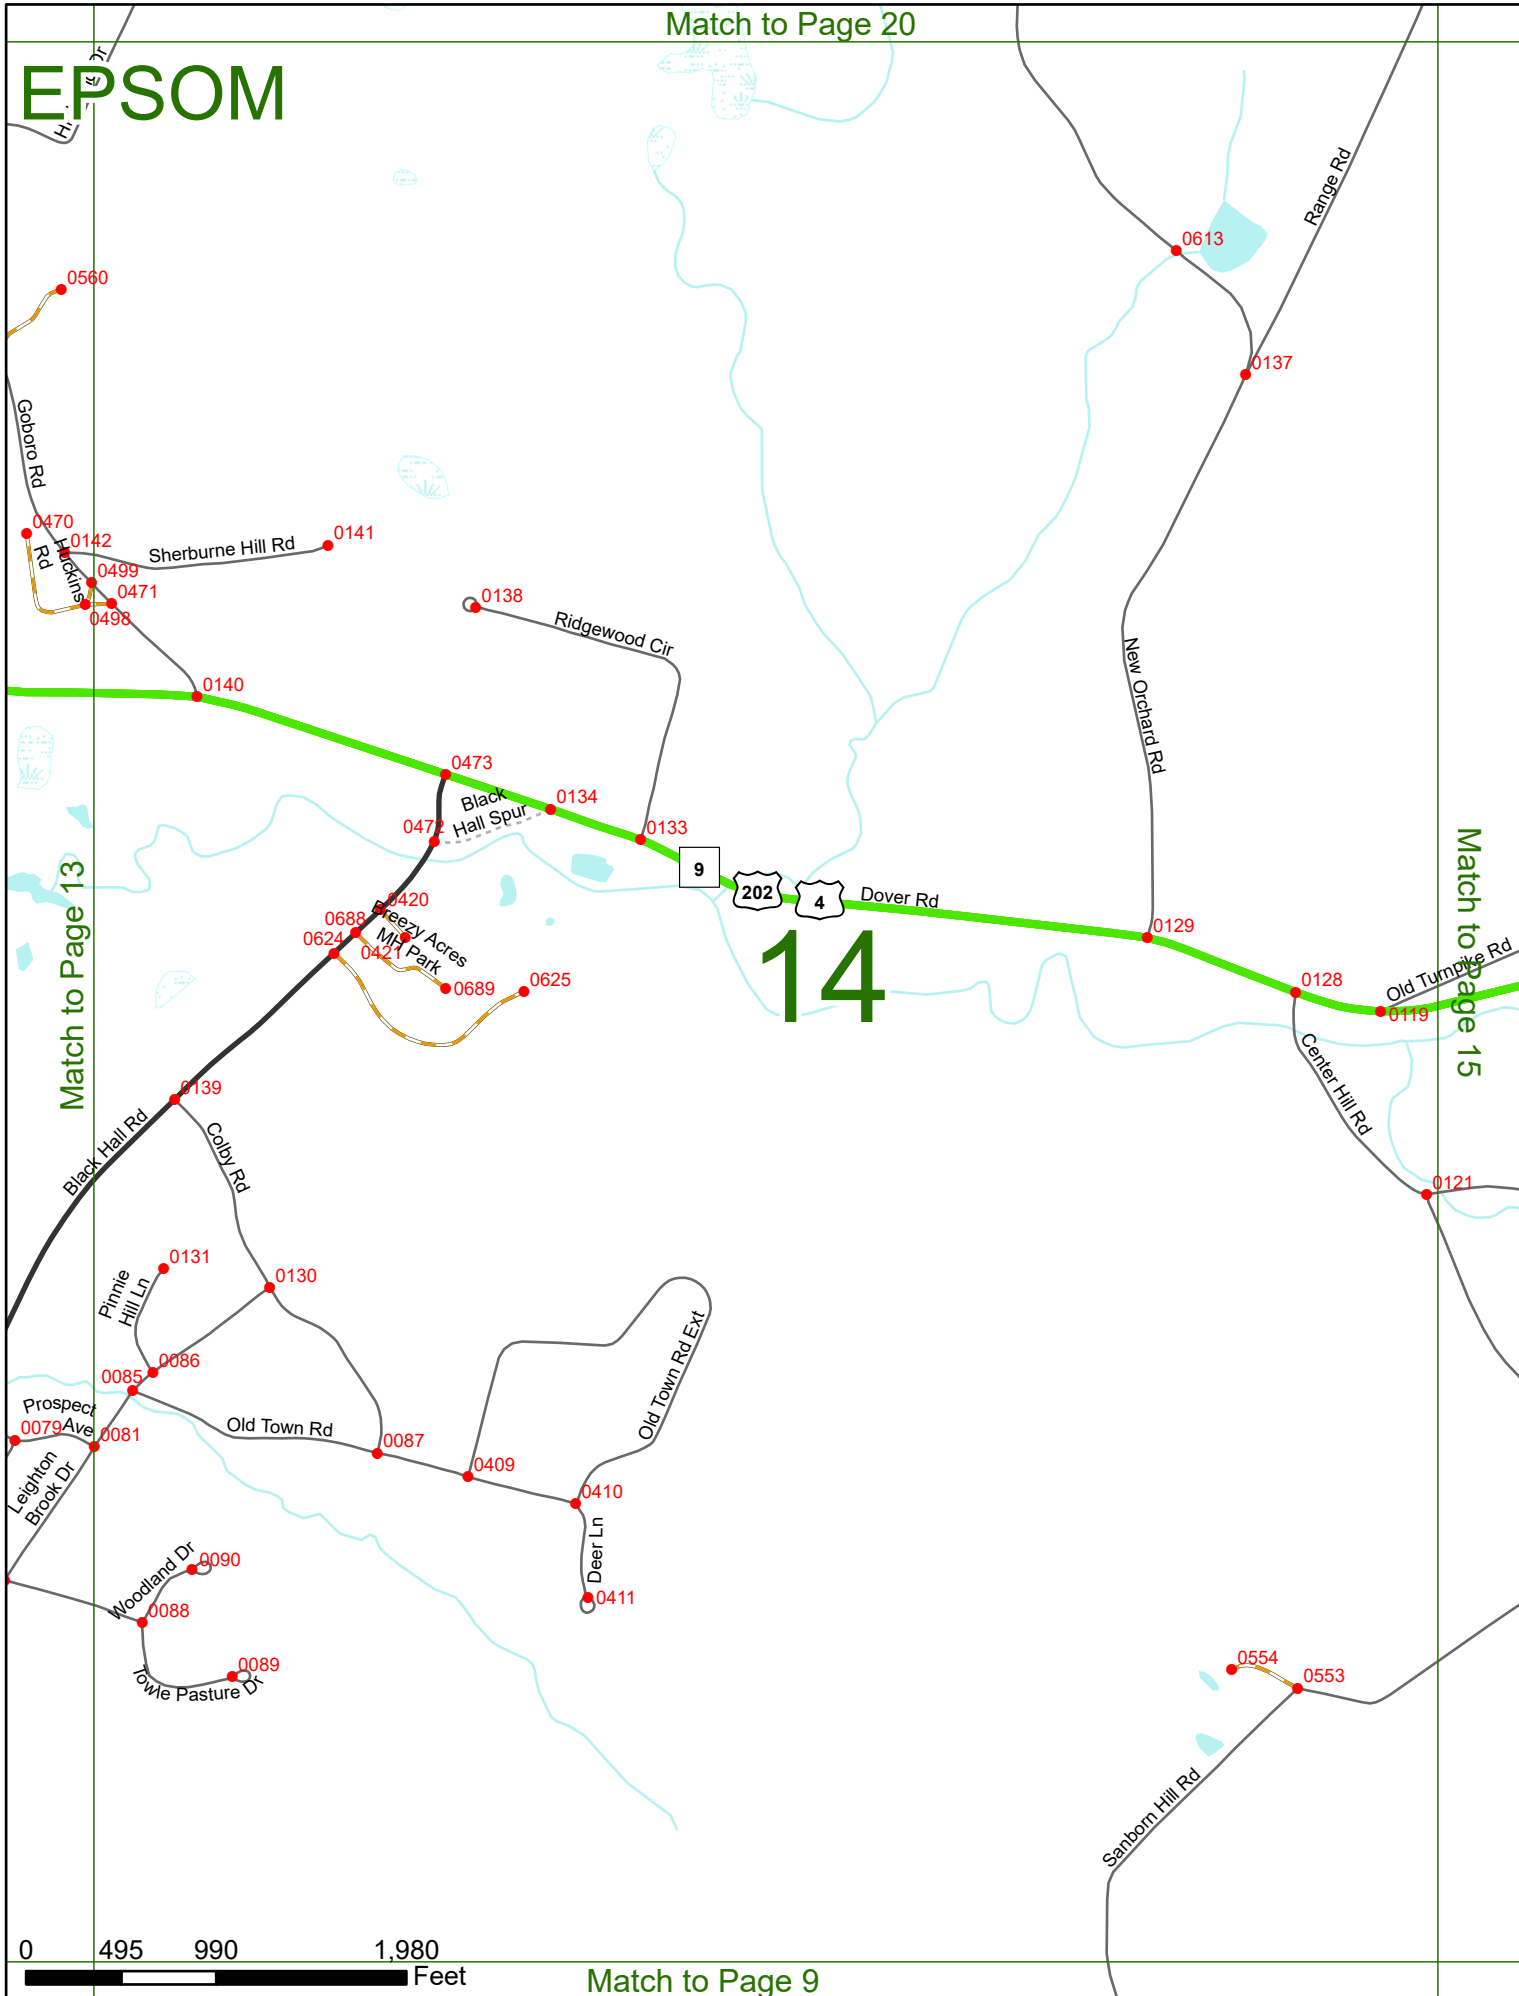 Match to Page 20
EPSOM
Dr
Range Rd
0613
0560
0137
Goboro Rd
0470
Huckins
Rd
0142
Sherburne Hill Rd
0141
0499
0471
0498
0138
Ridgewood Cir
New Orchard Rd
0140
0473
Black
Hall Spur
0134
0472
0133
9
202
4
Dover Rd
Match to Page 13
Match to Page 15
0420
Breezy Acres
MH Park
0688
0624
0421
0689
0625
14
0129
0128
Old Turnpike Rd
0119
Center Hill Rd
0139
Black Hall Rd
Colby Rd
0121
0131
Pinnie
Hill Ln
0130
0086
0085
Prospect
Ave
0079
0081
Old Town Rd
0087
Old Town Rd Ext
0409
0410
Leighton
Brook Dr
Deer Ln
0411
Woodland Dr
0090
0088
0089
Towle Pasture Dr
0554
0553
Sanborn Hill Rd
0 495 990 1,980
Feet
Match to Page 9